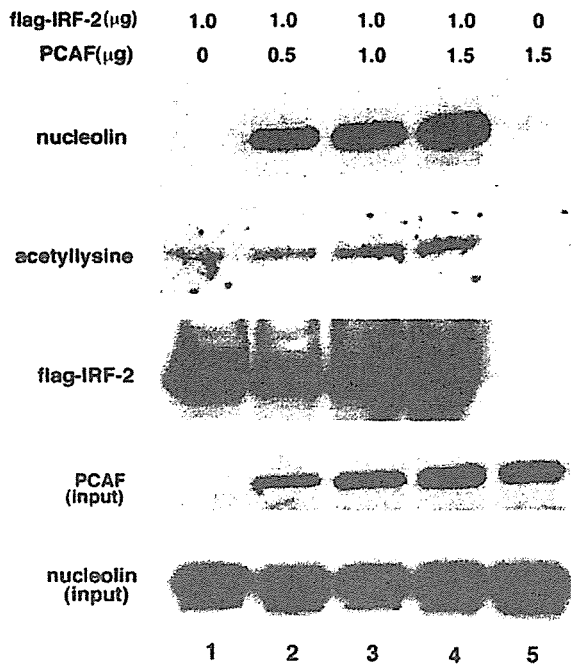 flag-IRF-2(μg) 1.0 1.0 1.0 1.0 0
PCAF(μg) 0 0.5 1.0 1.5 1.5
nucleolin
acetyllysine
flag-IRF-2
PCAF
(input)
nucleolin
(input)
1 2 3 4 5